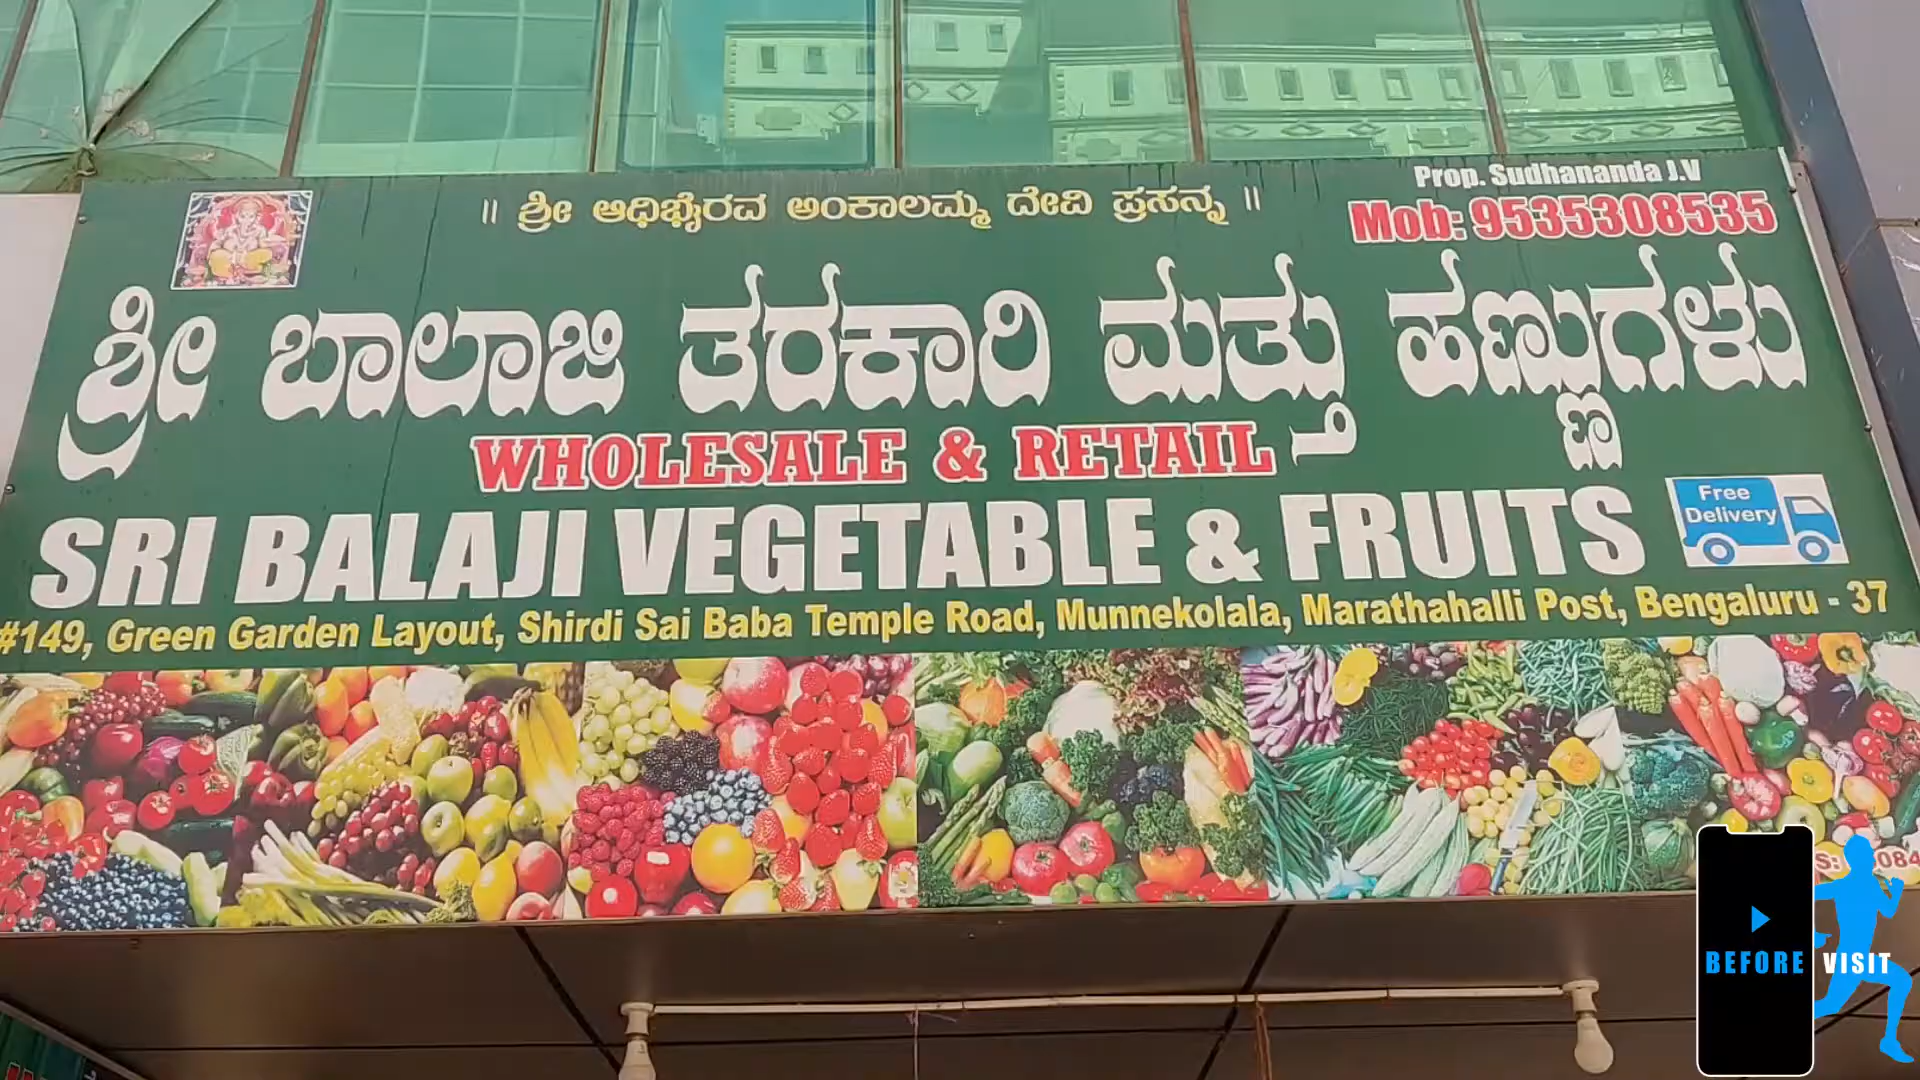 ॥ ಶ್ರೀ ಆಧಿಭೈರವ ಅಂಕಾಲಮ್ಮ ದೇವಿ ಪ್ರಸನ್ನ ॥
Prop. Sudhananda J.V
Mob: 9535308535
ಶ್ರೀ ಬಾಲಾಜಿ ತರಕಾರಿ ಮತ್ತು ಹಣ್ಣುಗಳು
WHOLESALE & RETAIL
SRI BALAJI VEGETABLE & FRUITS
Free
Delivery
#149, Green Garden Layout, Shirdi Sai Baba Temple Road, Munnekolala, Marathahalli Post, Bengaluru - 37
BEFORE VISIT